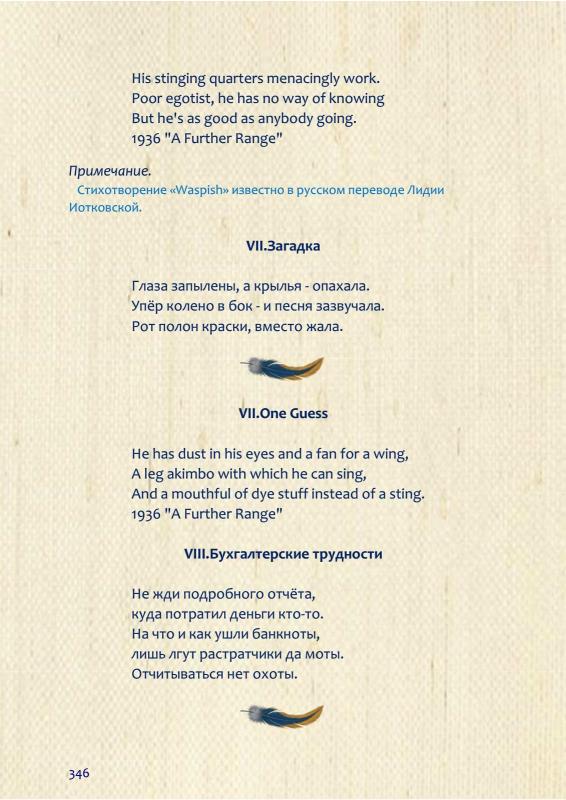 His stinging quarters menacingly work.
Poor egotist, he has no way of knowing
But he's as good as anybody going.
1936 "A Further Range"
Примечание.
Стихотворение «Waspish» известно в русском переводе Лидии
Иотковской.
VII.Загадка
Глаза запылены, а крылья - опахала.
Упёр колено в бок - и песня зазвучала.
Рот полон краски, вместо жала.
VII.One Guess
He has dust in his eyes and a fan for a wing,
A leg akimbo with which he can sing,
And a mouthful of dye stuff instead of a sting.
1936 "A Further Range"
VIII.Бухгалтерские трудности
Не жди подробного отчёта,
куда потратил деньги кто-то.
На что и как ушли банкноты,
лишь лгут растратчики да моты.
Отчитываться нет охоты.
346